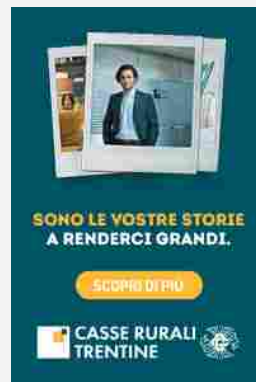 SONO LE VOSTRE STORIE
A RENDERCI GRANDI.
SCOPRI DI PIÙ
CASSE RURALI
TRENTINE